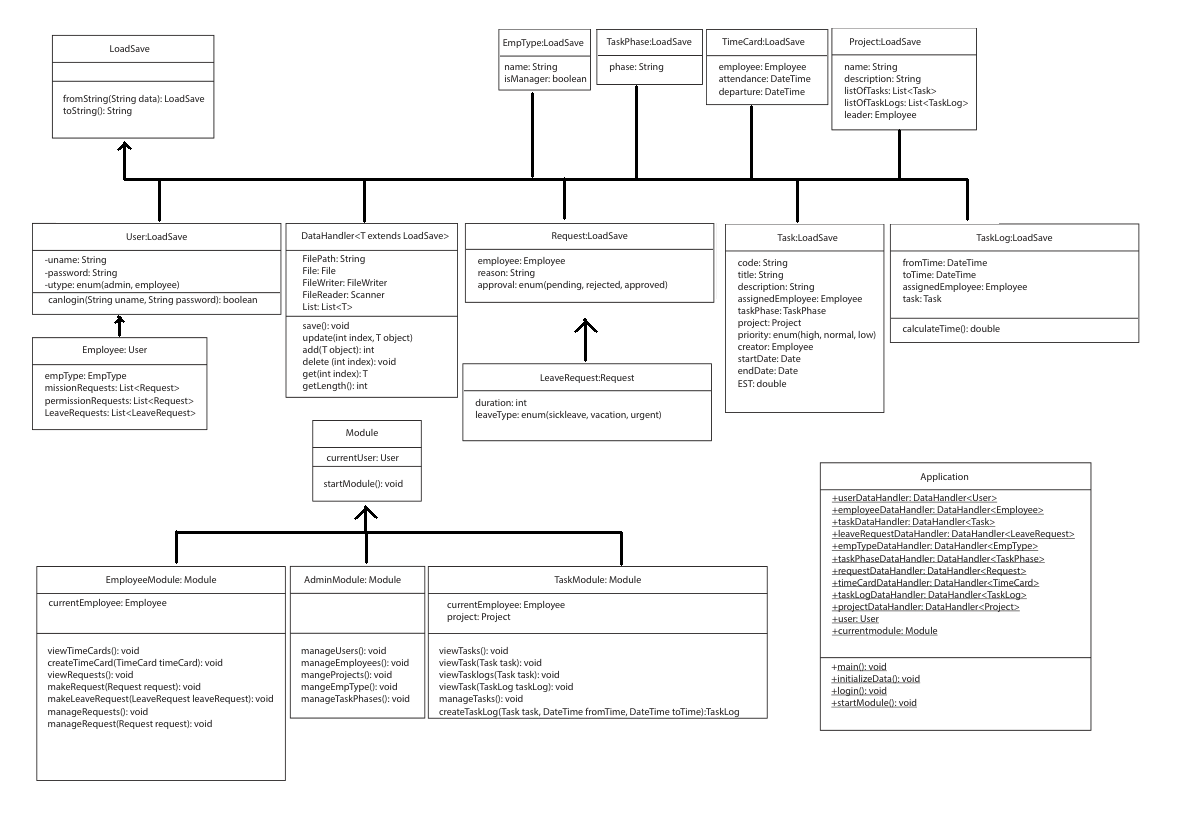 LoadSave
fromString(String data): LoadSave
toString(): String
EmpType:LoadSave
name: String
isManager: boolean
TaskPhase:LoadSave
phase: String
TimeCard:LoadSave
employee: Employee
attendance: DateTime
departure: DateTime
Project:LoadSave
name: String
description: String
listOfTasks: List<Task>
listOfTaskLogs: List<TaskLog>
leader: Employee
User:LoadSave
-uname: String
-password: String
-utype: enum(admin, employee)
canlogin(String uname, String password): boolean
DataHandler<T extends LoadSave>
FilePath: String
File: File
FileWriter: FileWriter
FileReader: Scanner
List: List<T>
save(): void
update(int index, T object)
add(T object): int
delete (int index): void
get(int index): T
getLength(): int
Request:LoadSave
employee: Employee
reason: String
approval: enum(pending, rejected, approved)
Task:LoadSave
code: String
title: String
description: String
assignedEmployee: Employee
taskPhase: TaskPhase
project: Project
priority: enum(high, normal, low)
creator: Employee
startDate: Date
endDate: Date
EST: double
TaskLog:LoadSave
fromTime: DateTime
toTime: DateTime
assignedEmployee: Employee
task: Task
calculateTime(): double
Employee: User
empType: EmpType
missionRequests: List<Request>
permissionRequests: List<Request>
LeaveRequests: List<LeaveRequest>
LeaveRequest:Request
duration: int
leaveType: enum(sickleave, vacation, urgent)
Module
currentUser: User
startModule(): void
Application
+userDataHandler: DataHandler<User>
+employeeDataHandler: DataHandler<Employee>
+taskDataHandler: DataHandler<Task>
+leaveRequestDataHandler: DataHandler<LeaveRequest>
+empTypeDataHandler: DataHandler<EmpType>
+taskPhaseDataHandler: DataHandler<TaskPhase>
+requestDataHandler: DataHandler<Request>
+timeCardDataHandler: DataHandler<TimeCard>
+taskLogDataHandler: DataHandler<TaskLog>
+projectDataHandler: DataHandler<Project>
+user: User
+currentmodule: Module
+main(): void
+initializeData(): void
+login(): void
+startModule(): void
EmployeeModule: Module
currentEmployee: Employee
viewTimeCards(): void
createTimeCard(TimeCard timeCard): void
viewRequests(): void
makeRequest(Request request): void
makeLeaveRequest(LeaveRequest leaveRequest): void
manageRequests(): void
manageRequest(Request request): void
AdminModule: Module
manageUsers(): void
manageEmployees(): void
mangeProjects(): void
mangeEmpType(): void
manageTaskPhases(): void
TaskModule: Module
currentEmployee: Employee
project: Project
viewTasks(): void
viewTask(Task task): void
viewTasklogs(Task task): void
viewTask(TaskLog taskLog): void
manageTasks(): void
createTaskLog(Task task, DateTime fromTime, DateTime toTime):TaskLog